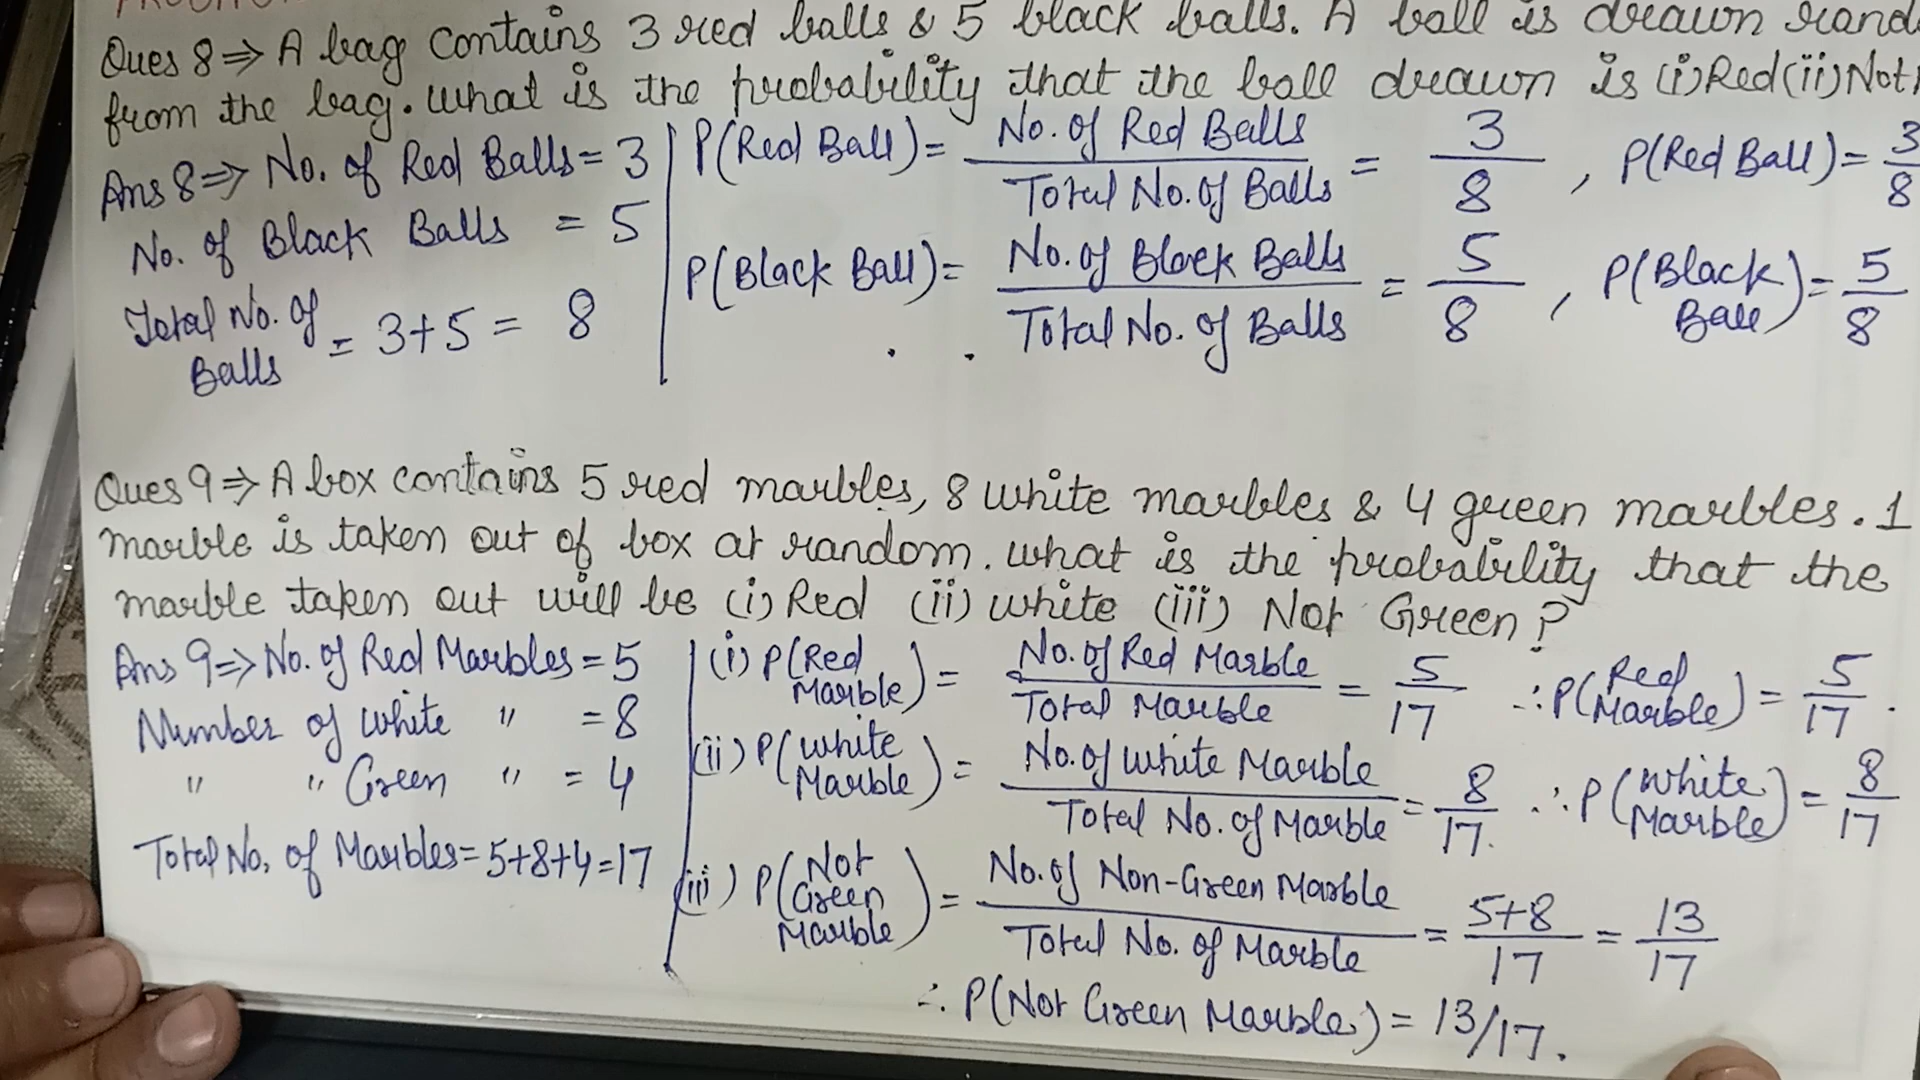 Ques 8⇒ A bag contains 3 red balls & 5 black balls. A ball is drawn
from the bag. What is the probability that the ball drawn is (i) Red (ii) Not
Ans 8⇒ No. of Red Balls = 3
No. of Black Balls = 5
Total No. of Balls = 3+5 = 8
P(Red Ball) = No. of Red Balls / Total No. of Balls = 3/8 , P(Red Ball) = 3/8
P(Black Ball) = No. of Black Balls / Total No. of Balls = 5/8 , P(Black Ball) = 5/8
Ques 9⇒ A box contains 5 red marbles, 8 white marbles & 4 green marbles. 1
marble is taken out of box at random. What is the probability that the
marble taken out will be (i) Red (ii) white (iii) Not Green?
Ans 9⇒ No. of Red Marbles = 5
Number of white " = 8
" " Green " = 4
Total No. of Marbles = 5+8+4=17
(i) P(Red Marble) = No. of Red Marble / Total Marble = 5/17 ∴ P(Red Marble) = 5/17.
(ii) P(White Marble) = No. of White Marble / Total No. of Marble = 8/17. ∴ P(White Marble) = 8/17
(iii) P(Not Green Marble) = No. of Non-Green Marble / Total No. of Marble = 5+8/17 = 13/17
∴ P(Not Green Marble) = 13/17.